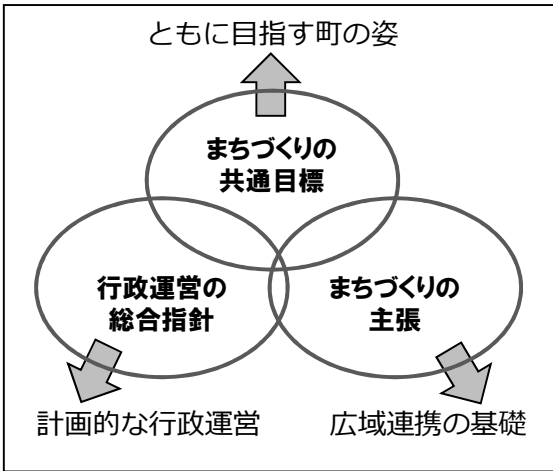 ともに目指す町の姿
まちづくりの
共通目標
行政運営の
総合指針
まちづくりの
主張
計画的な行政運営
広域連携の基礎